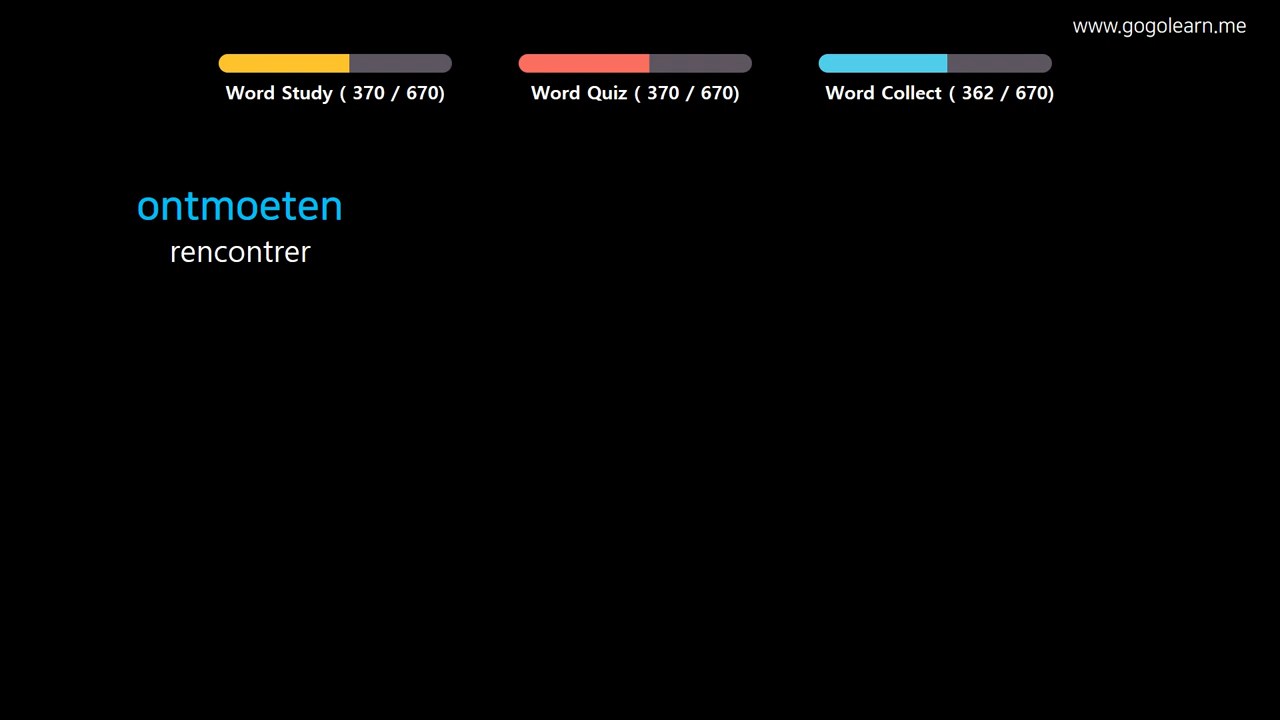 www.gogolearn.me
Word Study ( 370 / 670)
Word Quiz ( 370 / 670)
Word Collect ( 362 / 670)
ontmoeten
rencontrer